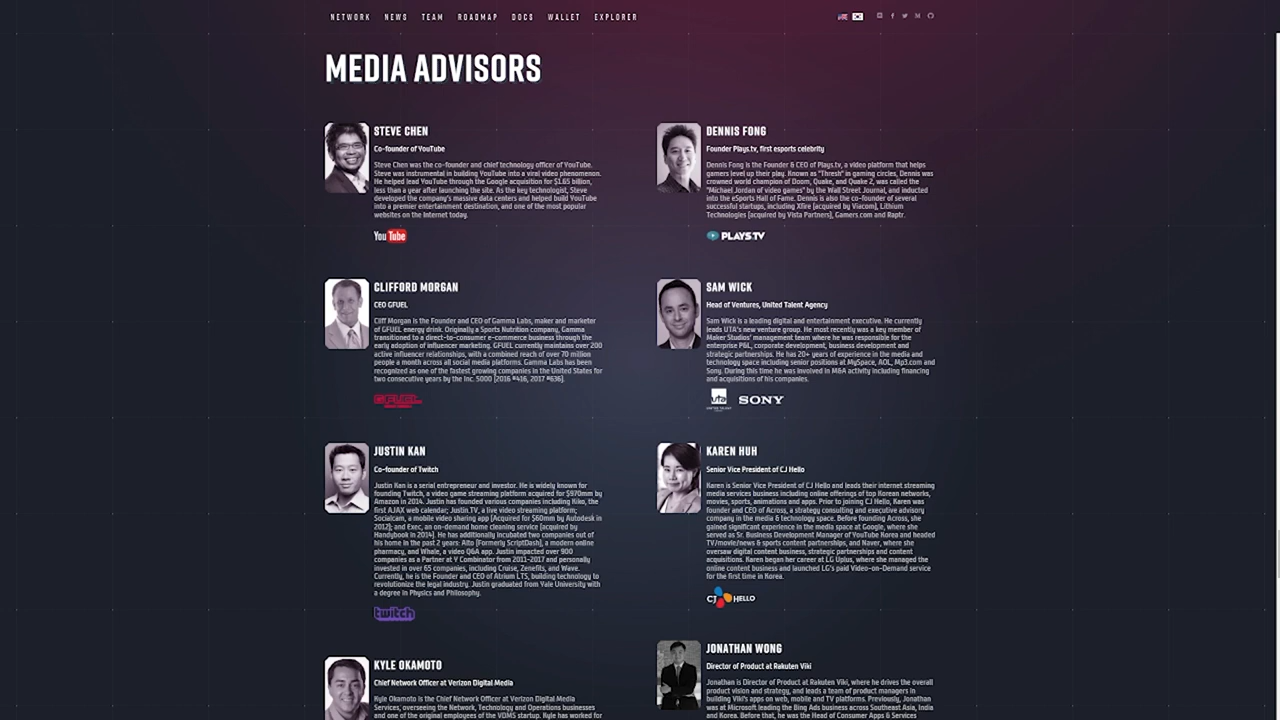 NETWORK NEWS TEAM ROADMAP DOCS WALLET EXPLORER
MEDIA ADVISORS
STEVE CHEN
Co-founder of YouTube
Steve Chen was the co-founder and chief technology officer of YouTube.
Steve was instrumental in building YouTube into a viral video phenomenon.
He helped lead YouTube through the Google acquisition for $1.65 billion,
less than a year after launching the site. As the key technologist, Steve
developed the company's massive data centers and helped build YouTube
into a premier entertainment destination, and one of the most popular
websites on the Internet today.
You Tube
DENNIS FONG
Founder Plays.tv, first esports celebrity
Dennis Fong is the Founder & CEO of Plays.tv, a video platform that helps
gamers level up their play. Known as "Thresh" in gaming circles, Dennis was
crowned world champion of Doom, Quake, and Quake 2, was called the
"Michael Jordan of video games" by the Wall Street Journal, and inducted
into the eSports Hall of Fame. Dennis is also the co-founder of several
successful startups, including Xfire (acquired by Viacom), Lithium
Technologies (acquired by Vista Partners), Gamers.com and Raptr.
PLAYS.TV
CLIFFORD MORGAN
CEO GFUEL
Cliff Morgan is the Founder and CEO of Gamma Labs, maker and marketer
of GFUEL energy drink. Originally a Sports Nutrition company, Gamma
transitioned to a direct-to-consumer e-commerce business through the
early adoption of influencer marketing. GFUEL currently maintains over 200
active influencer relationships, with a combined reach of over 70 million
people a month across all social media platforms. Gamma Labs has been
recognized as one of the fastest growing companies in the United States for
two consecutive years by the Inc. 5000 (2016 #416, 2017 #636).
GFUEL
SAM WICK
Head of Ventures, United Talent Agency
Sam Wick is a leading digital and entertainment executive. He currently
leads UTA's new venture group. He most recently was a key member of
Maker Studios' management team where he was responsible for the
enterprise P&L, corporate development, business development and
strategic partnerships. He has 20+ years of experience in the media and
technology space including senior positions at MySpace, AOL, Mp3.com and
Sony. During this time he was involved in M&A activity including financing
and acquisitions of his companies.
uta SONY
JUSTIN KAN
Co-founder of Twitch
Justin Kan is a serial entrepreneur and investor. He is widely known for
founding Twitch, a video game streaming platform acquired for $970mm by
Amazon in 2014. Justin has founded various companies including Kiko, the
first AJAX web calendar; Justin.TV, a live video streaming platform;
Socialcam, a mobile video sharing app (Acquired for $60mm by Autodesk in
2012); and Exec, an on-demand home cleaning service (acquired by
Handybook in 2014). He has additionally incubated two companies out of
his home in the past 2 years: Alto (Formerly ScriptDash), a modern online
pharmacy, and Whale, a video Q&A app. Justin impacted over 900
companies as a Partner at Y Combinator from 2011-2017 and personally
invested in over 65 companies, including Cruise, Zenefits, and Wave.
Currently, he is the Founder and CEO of Atrium LTS, building technology to
revolutionize the legal industry. Justin graduated from Yale University with
a degree in Physics and Philosophy.
twitch
KAREN HUH
Senior Vice President of CJ Hello
Karen is Senior Vice President of CJ Hello and leads their internet streaming
media services business including online offerings of top Korean networks,
movies, sports, animations and apps. Prior to joining CJ Hello, Karen was
founder and CEO of Across, a strategy consulting and executive advisory
company in the media & technology space. Before founding Across, she
gained significant experience in the media space at Google, where she
served as Sr. Business Development Manager of YouTube Korea and headed
TV/movie/news & sports content partnerships, and Naver, where she
oversaw digital content business, strategic partnerships and content
acquisitions. Karen began her career at LG Uplus, where she managed the
online content business and launched LG's paid Video-on-Demand service
for the first time in Korea.
CJ HELLO
KYLE OKAMOTO
Chief Network Officer at Verizon Digital Media
Kyle Okamoto is the Chief Network Officer at Verizon Digital Media
Services, overseeing the Network, Technology and Operations businesses
and one of the original employees of the VDMS startup. Kyle has worked for
JONATHAN WONG
Director of Product at Rakuten Viki
Jonathan is Director of Product at Rakuten Viki, where he drives the overall
product vision and strategy, and leads a team of product managers in
building Viki's apps on web, mobile and TV platforms. Previously, Jonathan
was at Microsoft leading the Bing Ads business across Southeast Asia, India
and Korea. Before that, he was the Head of Consumer Apps & Services